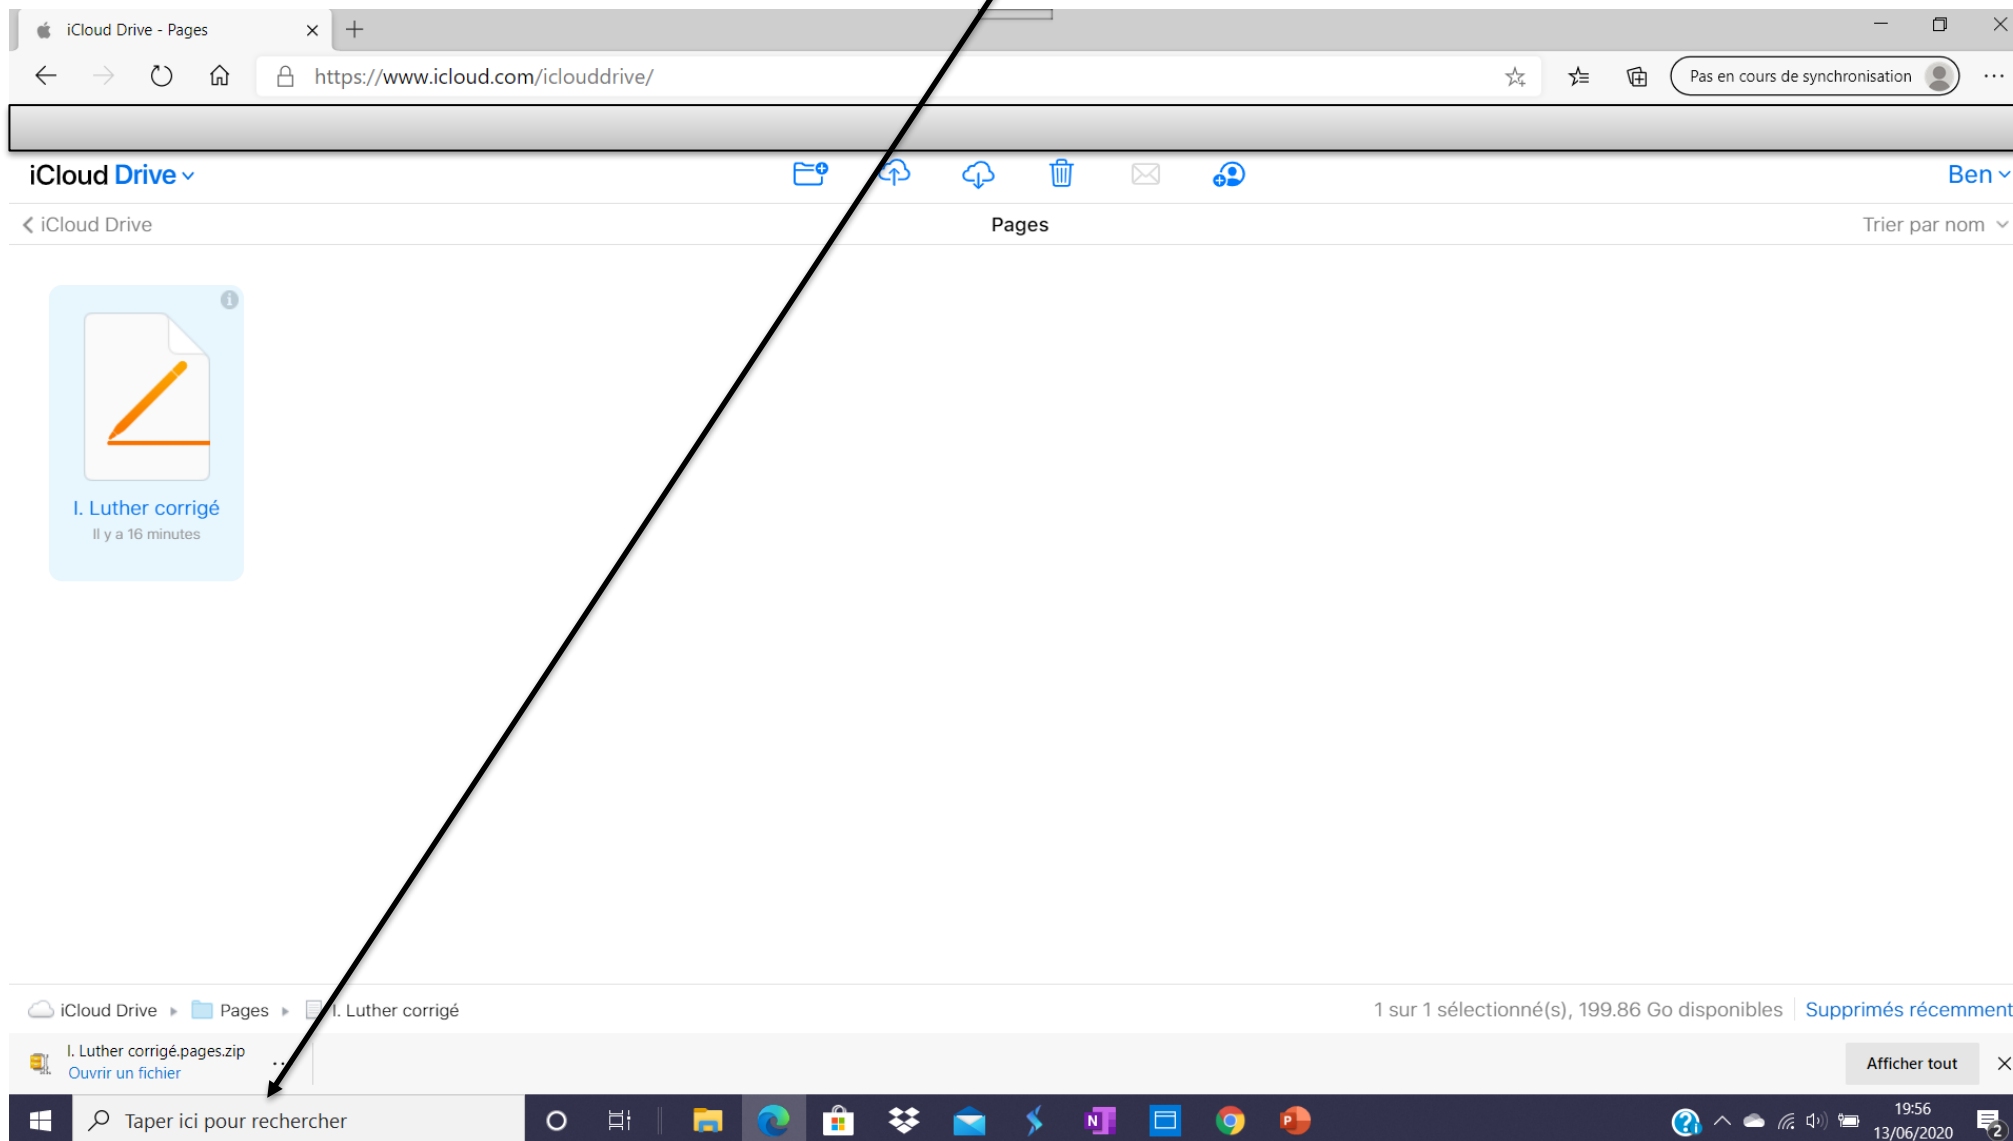 iCloud Drive - Pages
https://www.icloud.com/iclouddrive/
Pas en cours de synchronisation
iCloud Drive
Ben
iCloud Drive
Pages
Trier par nom
I. Luther corrigé
Il y a 16 minutes
iCloud Drive Pages I. Luther corrigé
1 sur 1 sélectionné(s), 199.86 Go disponibles Supprimés récemment
I. Luther corrigé.pages.zip
Ouvrir un fichier
Afficher tout
Taper ici pour rechercher
19:56
13/06/2020
2